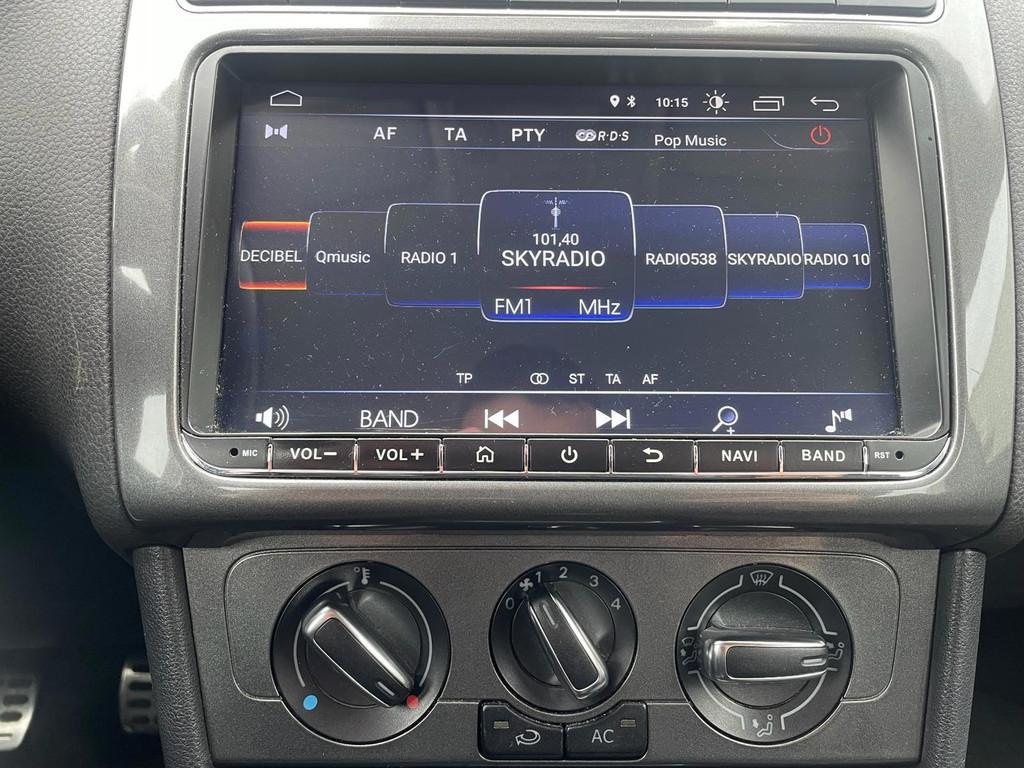 10:15
AF TA PTY R·D·S Pop Music
DECIBEL Qmusic RADIO 1 101,40 SKYRADIO RADIO538 SKYRADIO RADIO 10
FM1 MHz
TP ST TA AF
BAND
MIC VOL− VOL+ NAVI BAND RST
0 1 2 3 4
AC